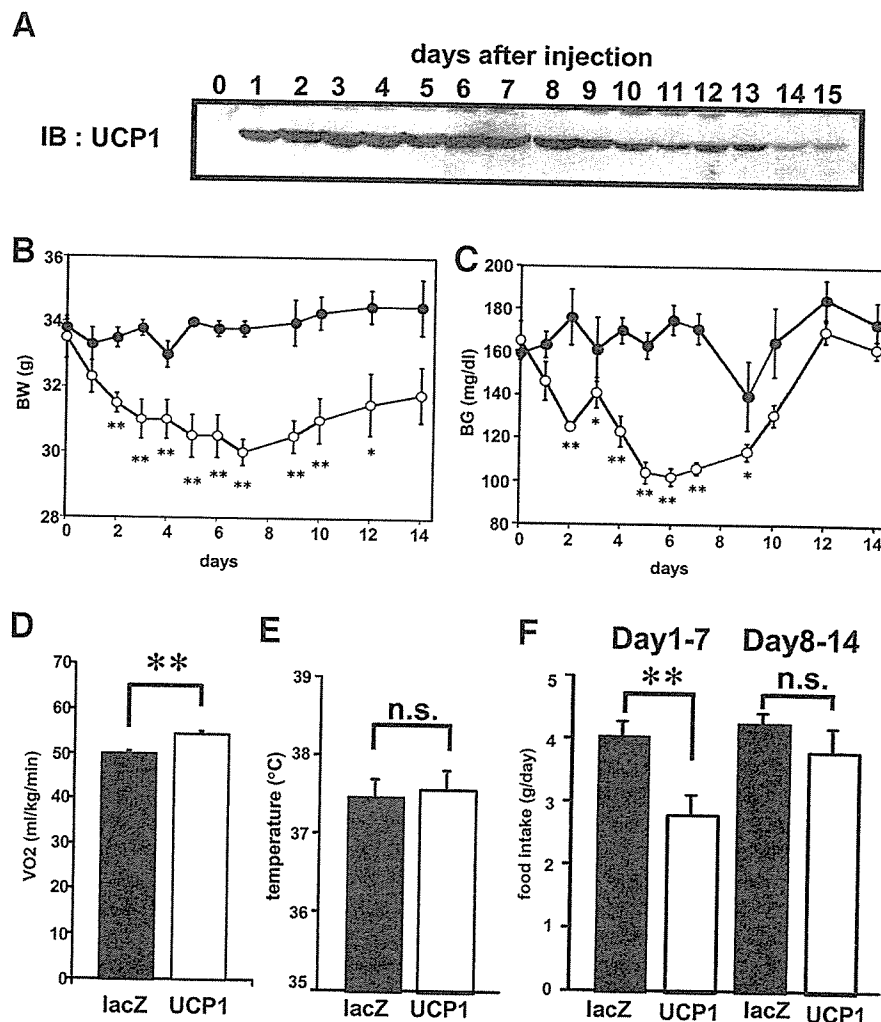 A
days after injection
0 1 2 3 4 5 6 7 8 9 10 11 12 13 14 15
IB : UCP1
B
36
34
32
30
28
BW (g)
** ** ** ** ** ** ** ** *
0 2 4 6 8 10 12 14
days
C
200
180
160
140
120
100
80
BG (mg/dl)
** * ** ** ** ** *
0 2 4 6 8 10 12 14
days
D
70
60
50
40
30
20
10
0
VO2 (ml/kg/min)
**
lacZ UCP1
E
39
38
37
36
35
temperature (°C)
n.s.
lacZ UCP1
F
Day1-7 Day8-14
5
4
3
2
1
0
food intake (g/day)
** n.s.
lacZ UCP1 lacZ UCP1